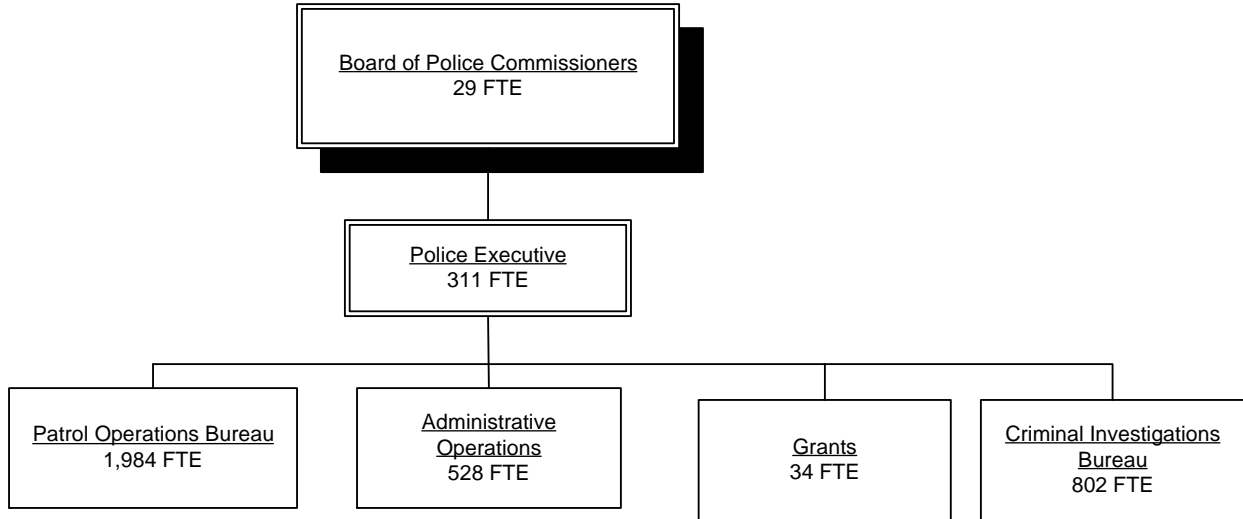 Board of Police Commissioners
29 FTE
Police Executive
311 FTE
Patrol Operations Bureau
1,984 FTE
Administrative
Operations
528 FTE
Grants
34 FTE
Criminal Investigations
Bureau
802 FTE